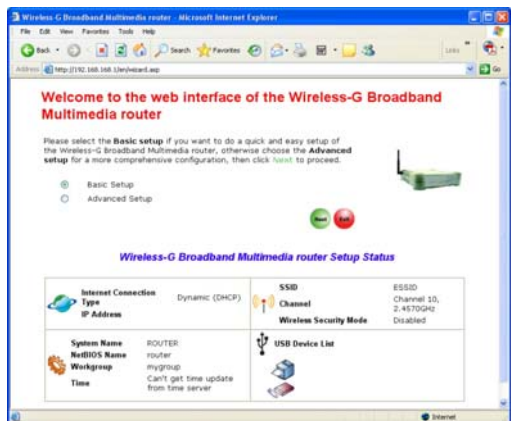 Wireless-G Broadband Multimedia router - Microsoft Internet Explorer
File Edit View Favorites Tools Help
Back Search Favorites Links
Address http://192.168.168.1/en/wizard.asp Go
Welcome to the web interface of the Wireless-G Broadband
Multimedia router
Please select the Basic setup if you want to do a quick and easy setup of
the Wireless-G Broadband Multimedia router, otherwise choose the Advanced
setup for a more comprehensive configuration, then click Next to proceed.
Basic Setup
Advanced Setup
Next Exit
Wireless-G Broadband Multimedia router Setup Status
Internet Connection
Type
Dynamic (DHCP)
IP Address
SSID ESSID
Channel Channel 10,
2.4570GHz
Wireless Security Mode Disabled
System Name ROUTER
NetBIOS Name router
Workgroup mygroup
Time Can't get time update
from time server
USB Device List
Internet